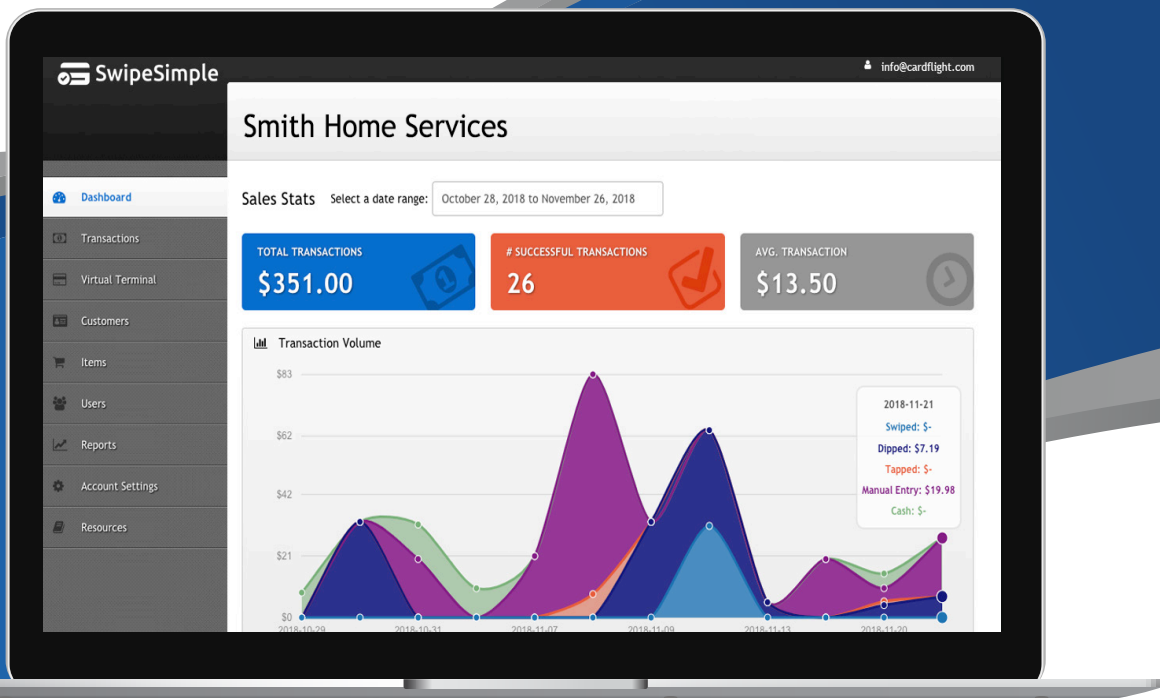 SwipeSimple
info@cardflight.com
Smith Home Services
Dashboard
Transactions
Virtual Terminal
Customers
Items
Users
Reports
Account Settings
Resources
Sales Stats Select a date range: October 28, 2018 to November 26, 2018
TOTAL TRANSACTIONS
$351.00
# SUCCESSFUL TRANSACTIONS
26
AVG. TRANSACTION
$13.50
Transaction Volume
$83
$62
$42
$21
$0
2018-11-21
Swiped: $-
Dipped: $7.19
Tapped: $-
Manual Entry: $19.98
Cash: $-
2018-10-29 2018-10-31 2018-11-07 2018-11-09 2018-11-13 2018-11-20